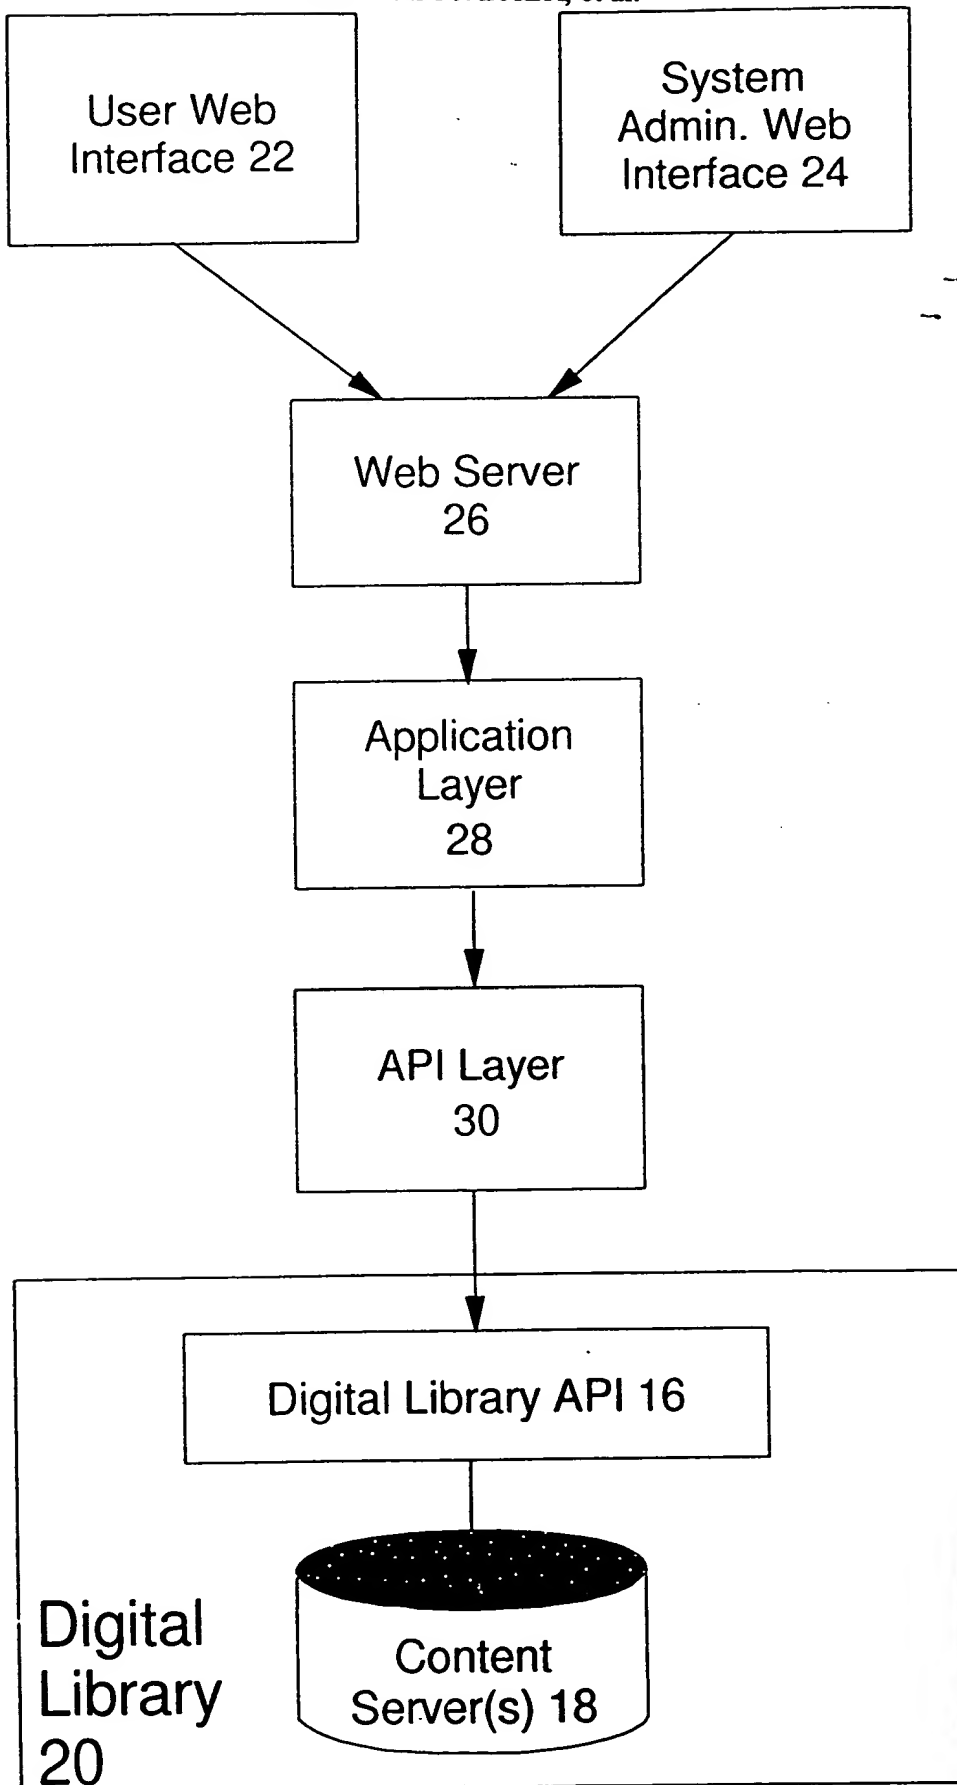 User Web
Interface 22
System
Admin. Web
Interface 24
Web Server
26
Application
Layer
28
API Layer
30
Digital Library API 16
Content
Server(s) 18
Digital
Library
20